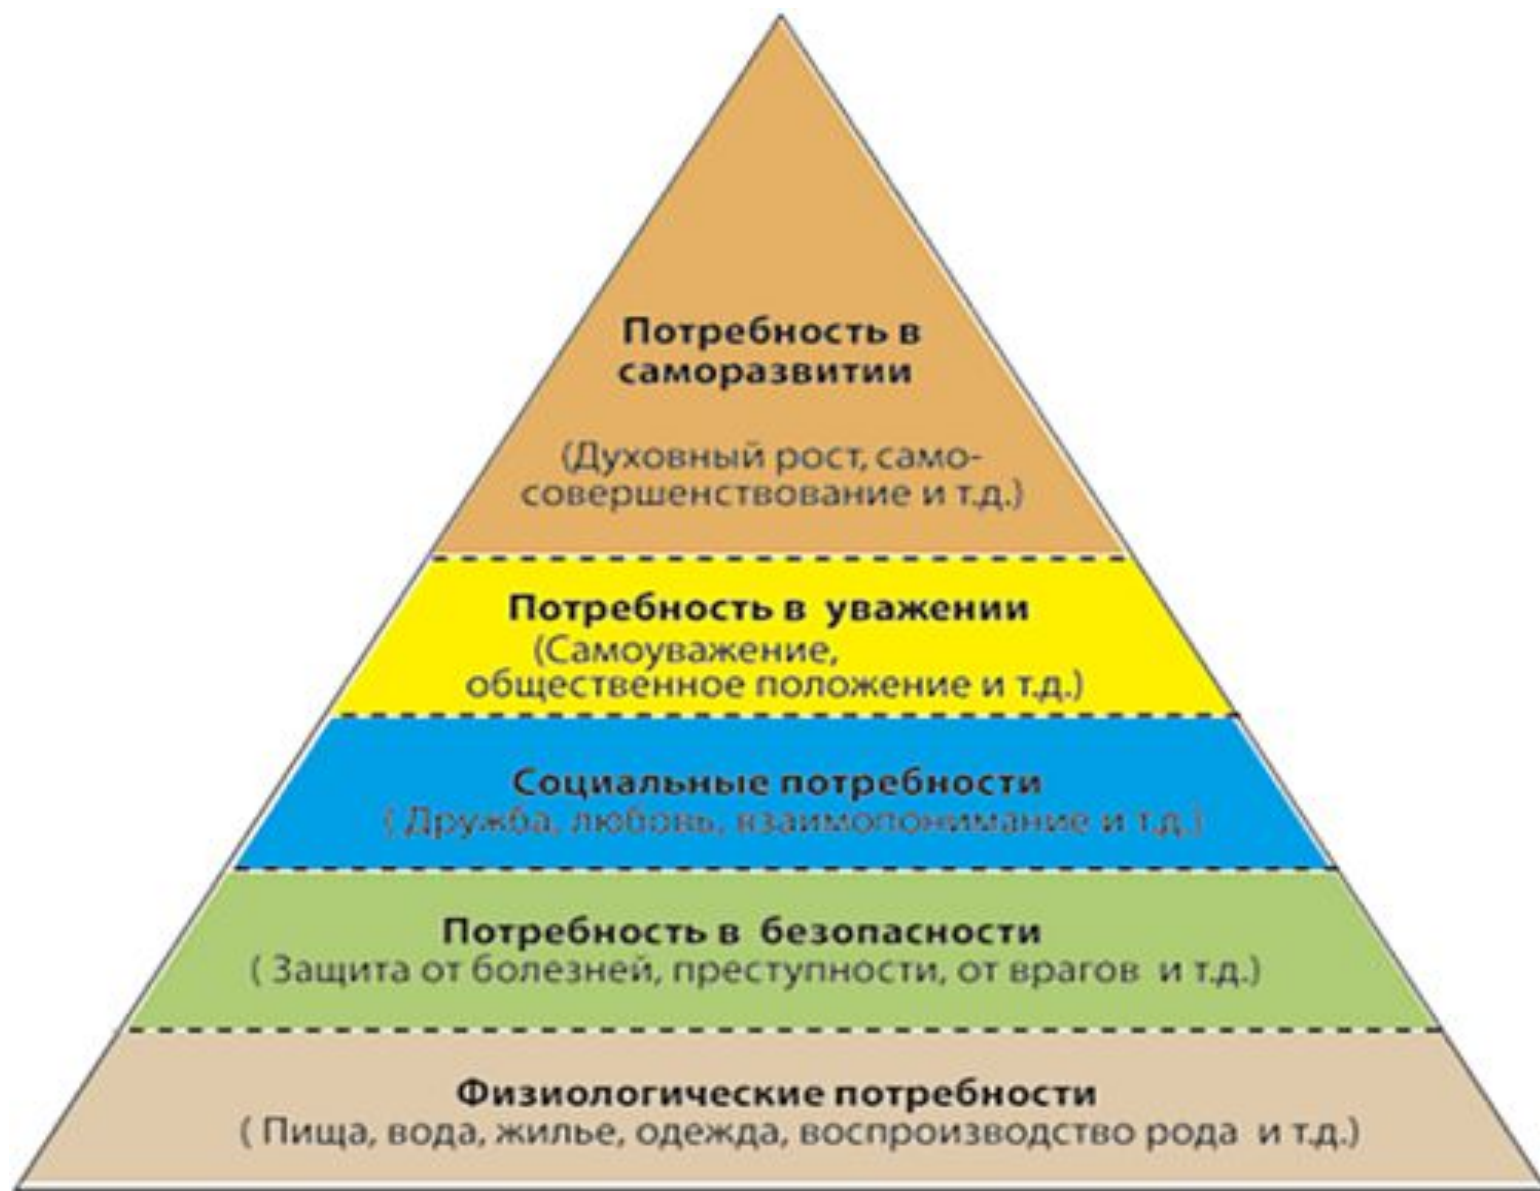 Потребность в
саморазвитии
(Духовный рост, само-
совершенствование и т.д.)
Потребность в уважении
(Самоуважение,
общественное положение и т.д.)
Социальные потребности
( Дружба, любовь, взаимопонимание и т.д.)
Потребность в безопасности
( Защита от болезней, преступности, от врагов и т.д.)
Физиологические потребности
( Пища, вода, жилье, одежда, воспроизводство рода и т.д.)